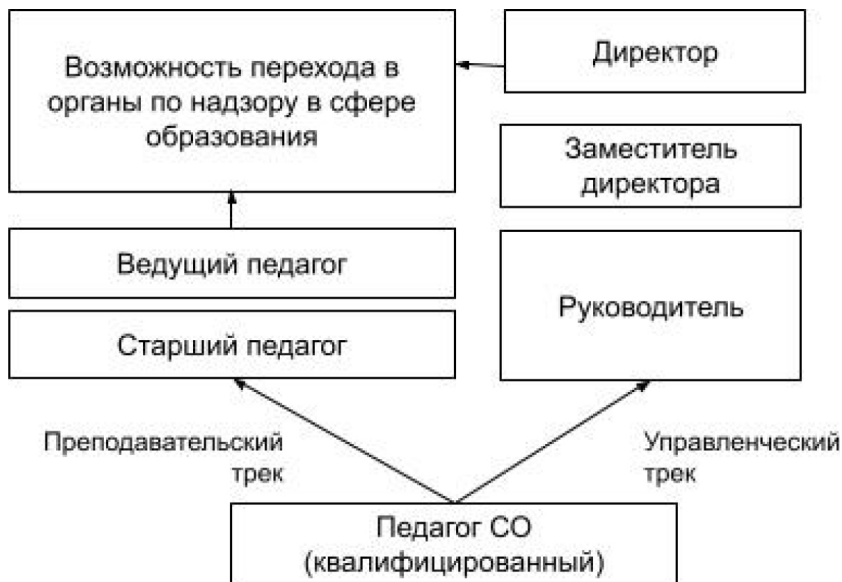 Возможность перехода в
органы по надзору в сфере
образования
Директор
Заместитель
директора
Ведущий педагог
Руководитель
Старший педагог
Преподавательский
трек
Управленческий
трек
Педагог СО
(квалифицированный)